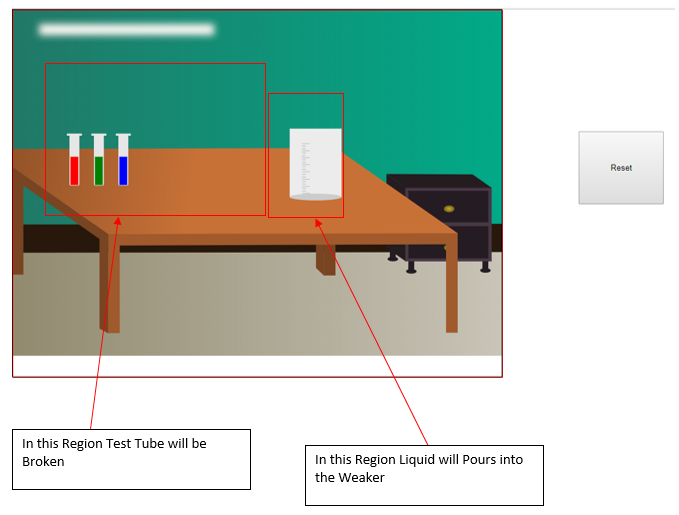 Reset
In this Region Test Tube will be
Broken
In this Region Liquid will Pours into
the Weaker